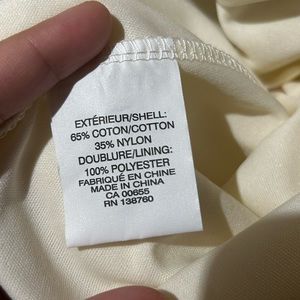 EXTÉRIEUR/SHELL:
65% COTON/COTTON
35% NYLON
DOUBLURE/LINING:
100% POLYESTER
FABRIQUÉ EN CHINE
MADE IN CHINA
CA 00655
RN 138760